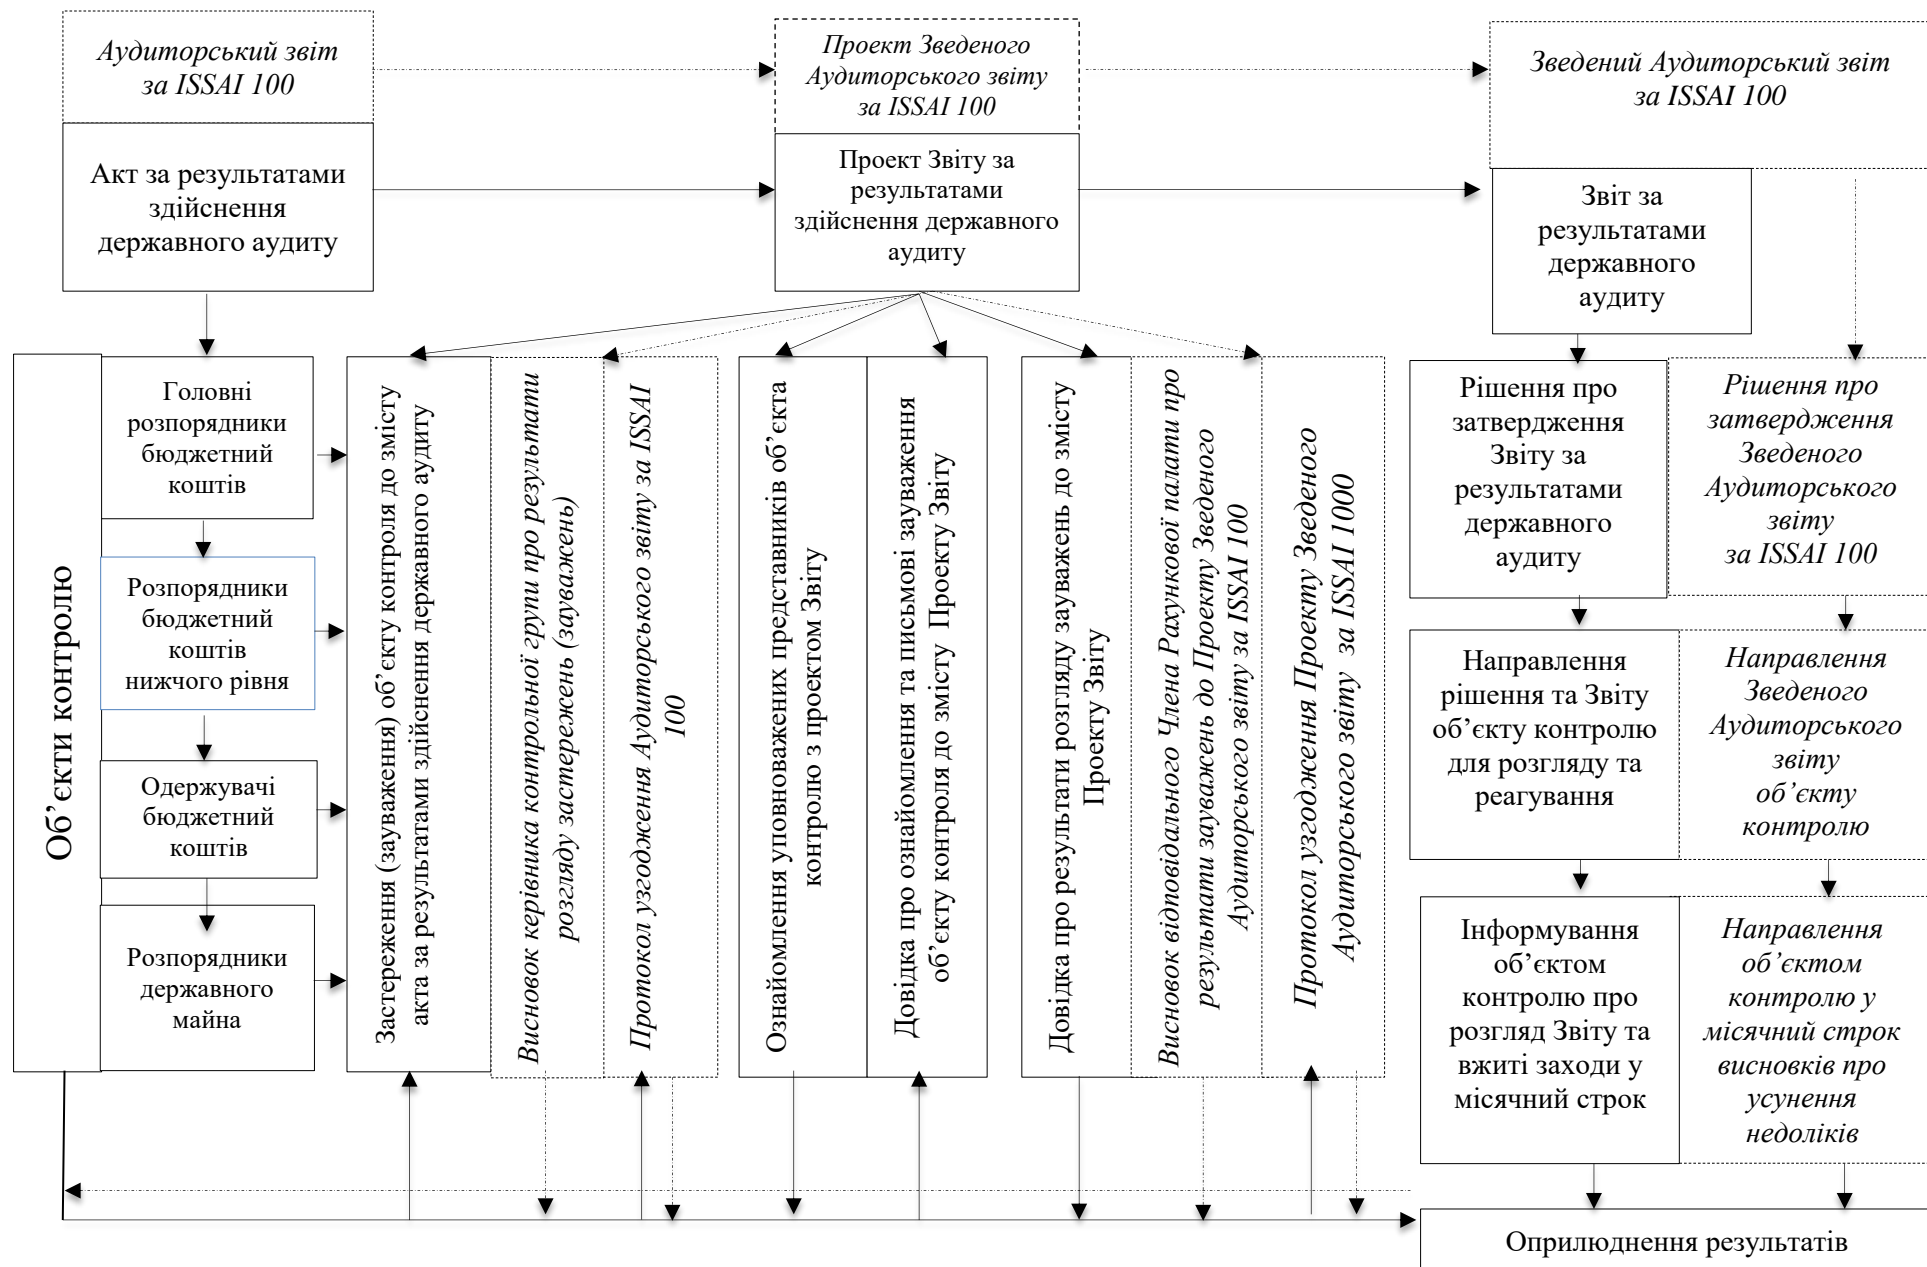 Аудиторський звіт
за ISSAI 100
Проект Зведеного
Аудиторського звіту
за ISSAI 100
Зведений Аудиторський звіт
за ISSAI 100
Акт за результатами
здійснення
державного аудиту
Проект Звіту за
результатами
здійснення державного
аудиту
Звіт за
результатами
державного
аудиту
Об’єкти контролю
Головні
розпорядники
бюджетний
коштів
Розпорядники
бюджетний
коштів
нижчого рівня
Одержувачі
бюджетний
коштів
Розпорядники
державного
майна
Застереження (зауваження) об’єкту контроля до змісту
акта за результатами здійснення державного аудиту
Висновок керівника контрольної групи про результати
розгляду застережень (зауважень)
Протокол узгодження Аудиторського звіту за ISSAI
100
Ознайомлення уповноважених представників об’єкта
контролю з проектом Звіту
Довідка про ознайомлення та письмові зауваження
об’єкту контроля до змісту Проекту Звіту
Довідка про результати розгляду зауважень до змісту
Проекту Звіту
Висновок відповідального Члена Рахункової палати про
результати зауважень до Проекту Зведеного
Аудиторського звіту за ISSAI 100
Протокол узгодження Проекту Зведеного
Аудиторського звіту за ISSAI 1000
Рішення про
затвердження
Звіту за
результатами
державного
аудиту
Рішення про
затвердження
Зведеного
Аудиторського
звіту
за ISSAI 100
Направлення
рішення та Звіту
об’єкту контролю
для розгляду та
реагування
Направлення
Зведеного
Аудиторського
звіту
об’єкту
контролю
Інформування
об’єктом
контролю про
розгляд Звіту та
вжиті заходи у
місячний строк
Направлення
об’єктом
контролю у
місячний строк
висновків про
усунення
недоліків
Оприлюднення результатів